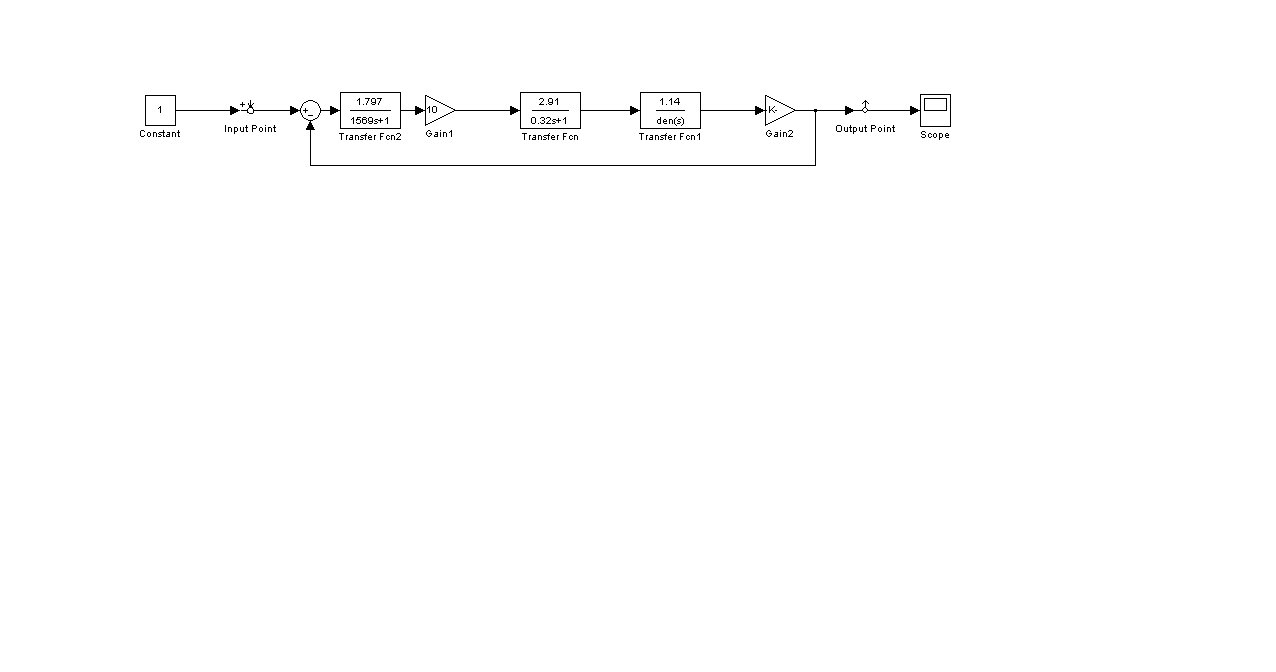 1
Constant
+
Input Point
+
-
1.797
1569s+1
Transfer Fcn2
10
Gain1
2.91
0.32s+1
Transfer Fcn
1.14
den(s)
Transfer Fcn1
-K-
Gain2
Output Point
Scope